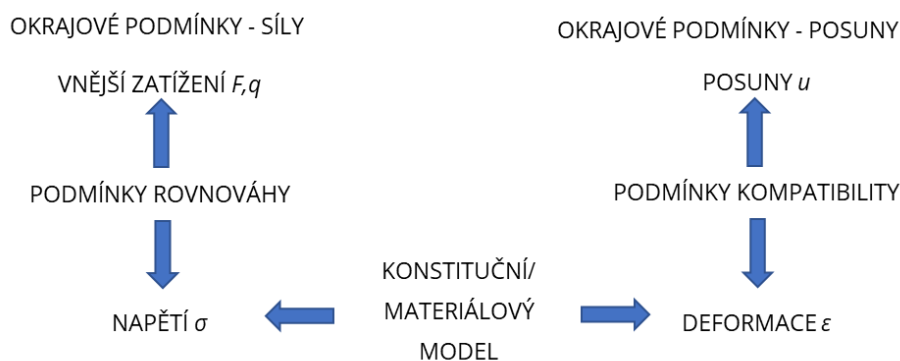 OKRAJOVÉ PODMÍNKY - SÍLY
OKRAJOVÉ PODMÍNKY - POSUNY
VNĚJŠÍ ZATÍŽENÍ F,q
POSUNY u
PODMÍNKY ROVNOVÁHY
PODMÍNKY KOMPATIBILITY
KONSTITUČNÍ/
MATERIÁLOVÝ
MODEL
NAPĚTÍ σ
DEFORMACE ε